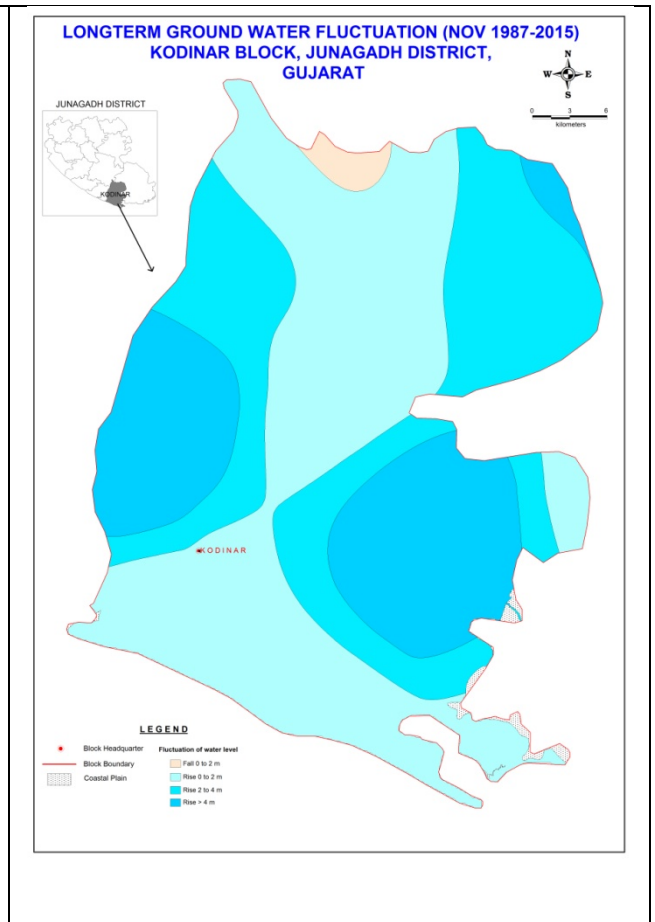 LONGTERM GROUND WATER FLUCTUATION (NOV 1987-2015)
KODINAR BLOCK, JUNAGADH DISTRICT,
GUJARAT
N
W E
S
0 3 6
kilometers
JUNAGADH DISTRICT
KODINAR
KODINAR
LEGEND
Block Headquarter
Block Boundary
Coastal Plain
Fluctuation of water level
Fall 0 to 2 m
Rise 0 to 2 m
Rise 2 to 4 m
Rise > 4 m